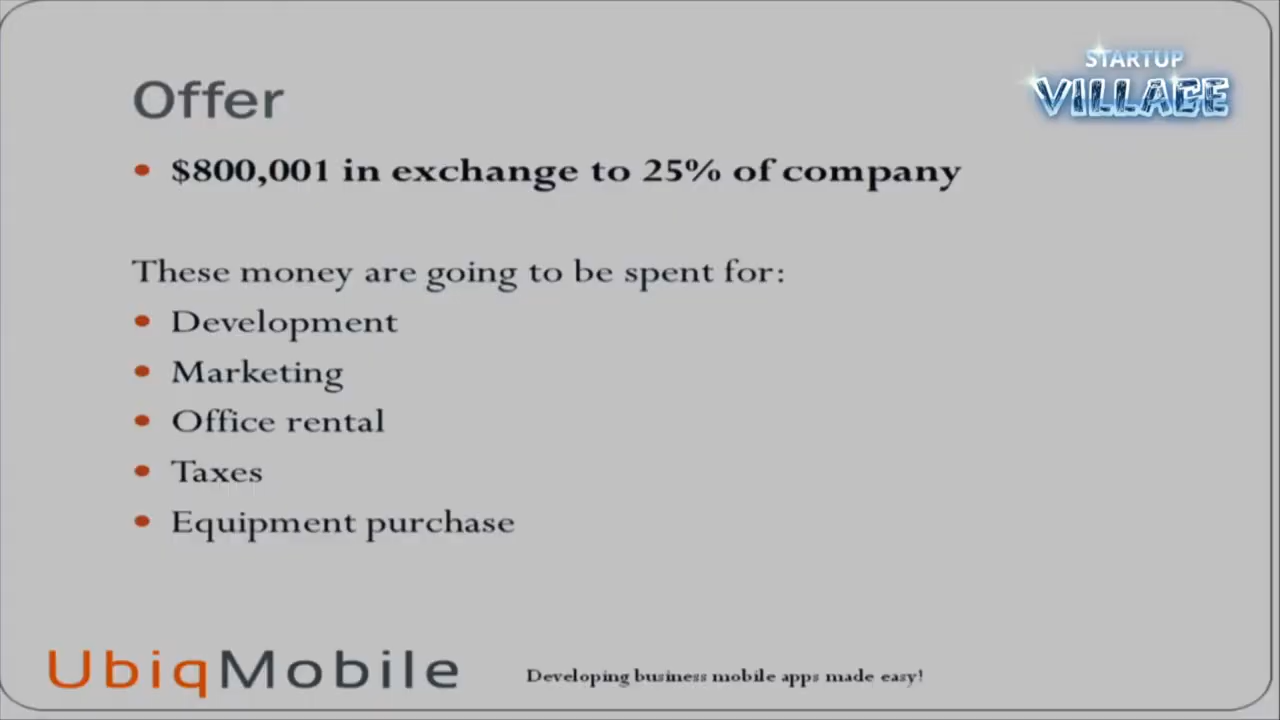 STARTUP
VILLAGE
Offer
• $800,001 in exchange to 25% of company
These money are going to be spent for:
• Development
• Marketing
• Office rental
• Taxes
• Equipment purchase
UbiqMobile
Developing business mobile apps made easy!